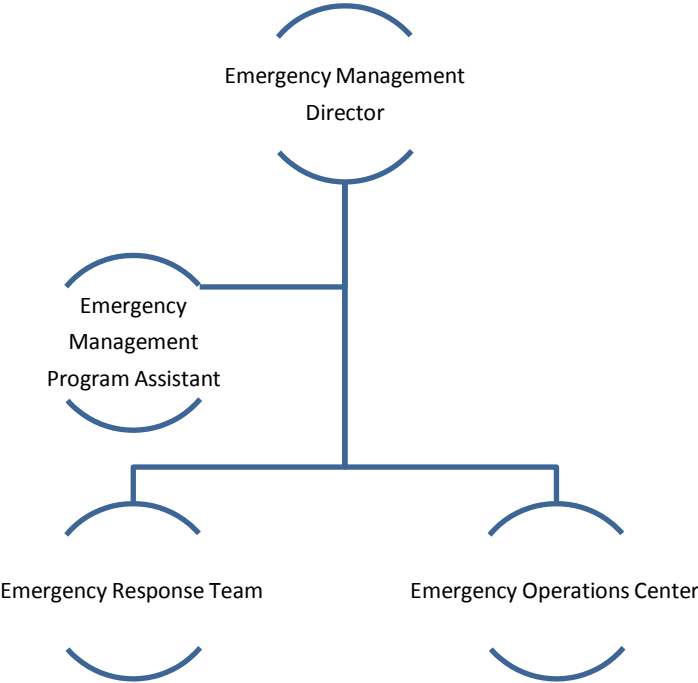 Emergency Management
Director
Emergency
Management
Program Assistant
Emergency Response Team
Emergency Operations Center